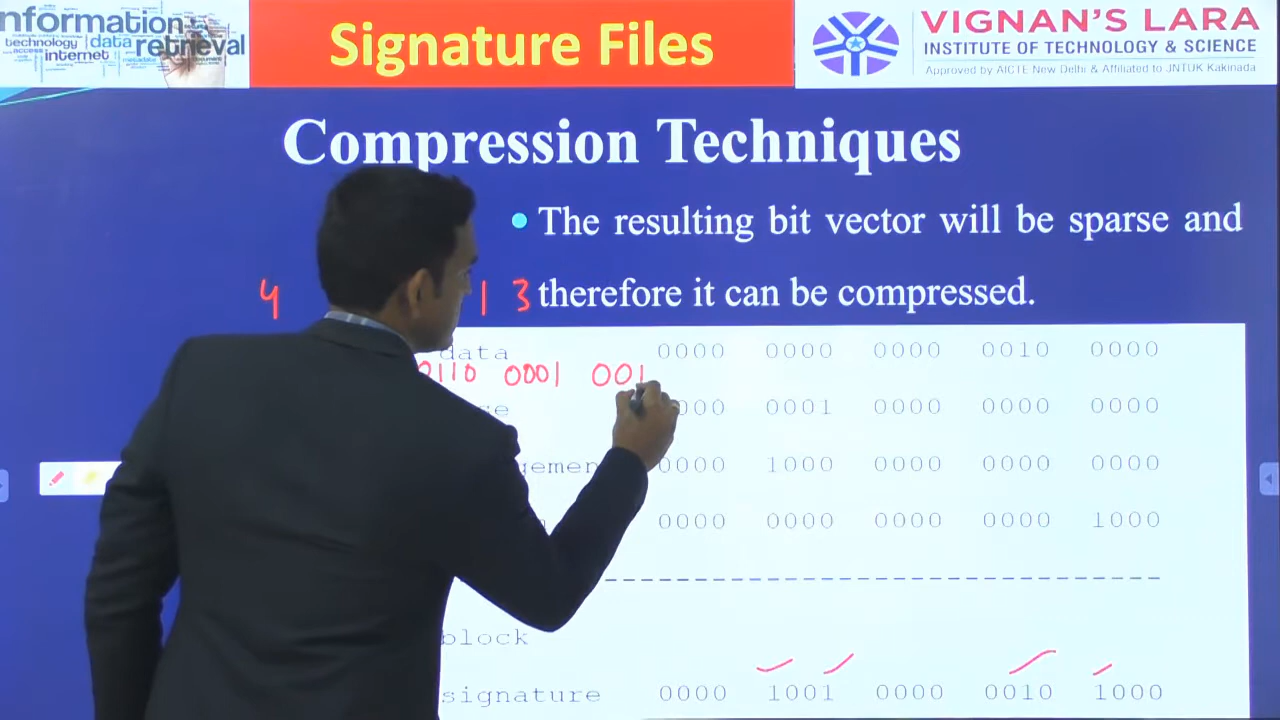 information
technology data retrieval
internet
Signature Files
VIGNAN'S LARA
INSTITUTE OF TECHNOLOGY & SCIENCE
Approved by AICTE New Delhi & Affiliated to JNTUK Kakinada
Compression Techniques
• The resulting bit vector will be sparse and
4 1 3 therefore it can be compressed.
data 0000 0000 0000 0010 0000
0110 0001 001
0001 0000 0000 0000
0000 1000 0000 0000 0000
0000 0000 0000 0000 1000
block
signature 0000 1001 0000 0010 1000